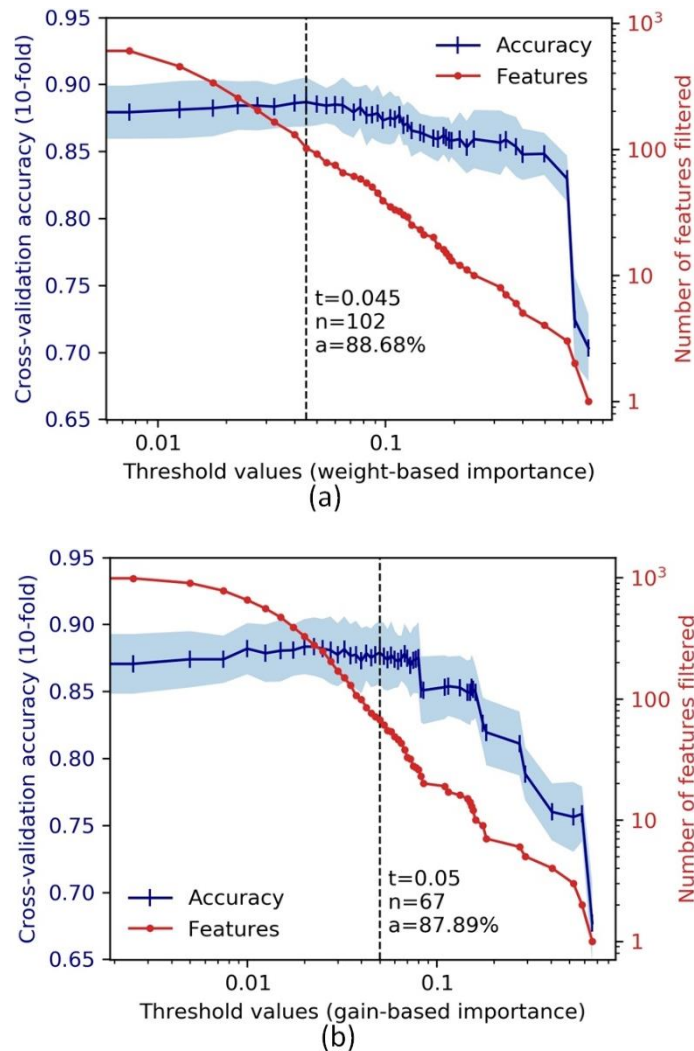 Cross-validation accuracy (10-fold)
0.95
0.90
0.85
0.80
0.75
0.70
0.65
Accuracy
Features
t=0.045
n=102
a=88.68%
10³
100
10
1
Number of features filtered
0.01 0.1
Threshold values (weight-based importance)
(a)
Cross-validation accuracy (10-fold)
0.95
0.90
0.85
0.80
0.75
0.70
0.65
Accuracy
Features
t=0.05
n=67
a=87.89%
10³
100
10
1
Number of features filtered
0.01 0.1
Threshold values (gain-based importance)
(b)